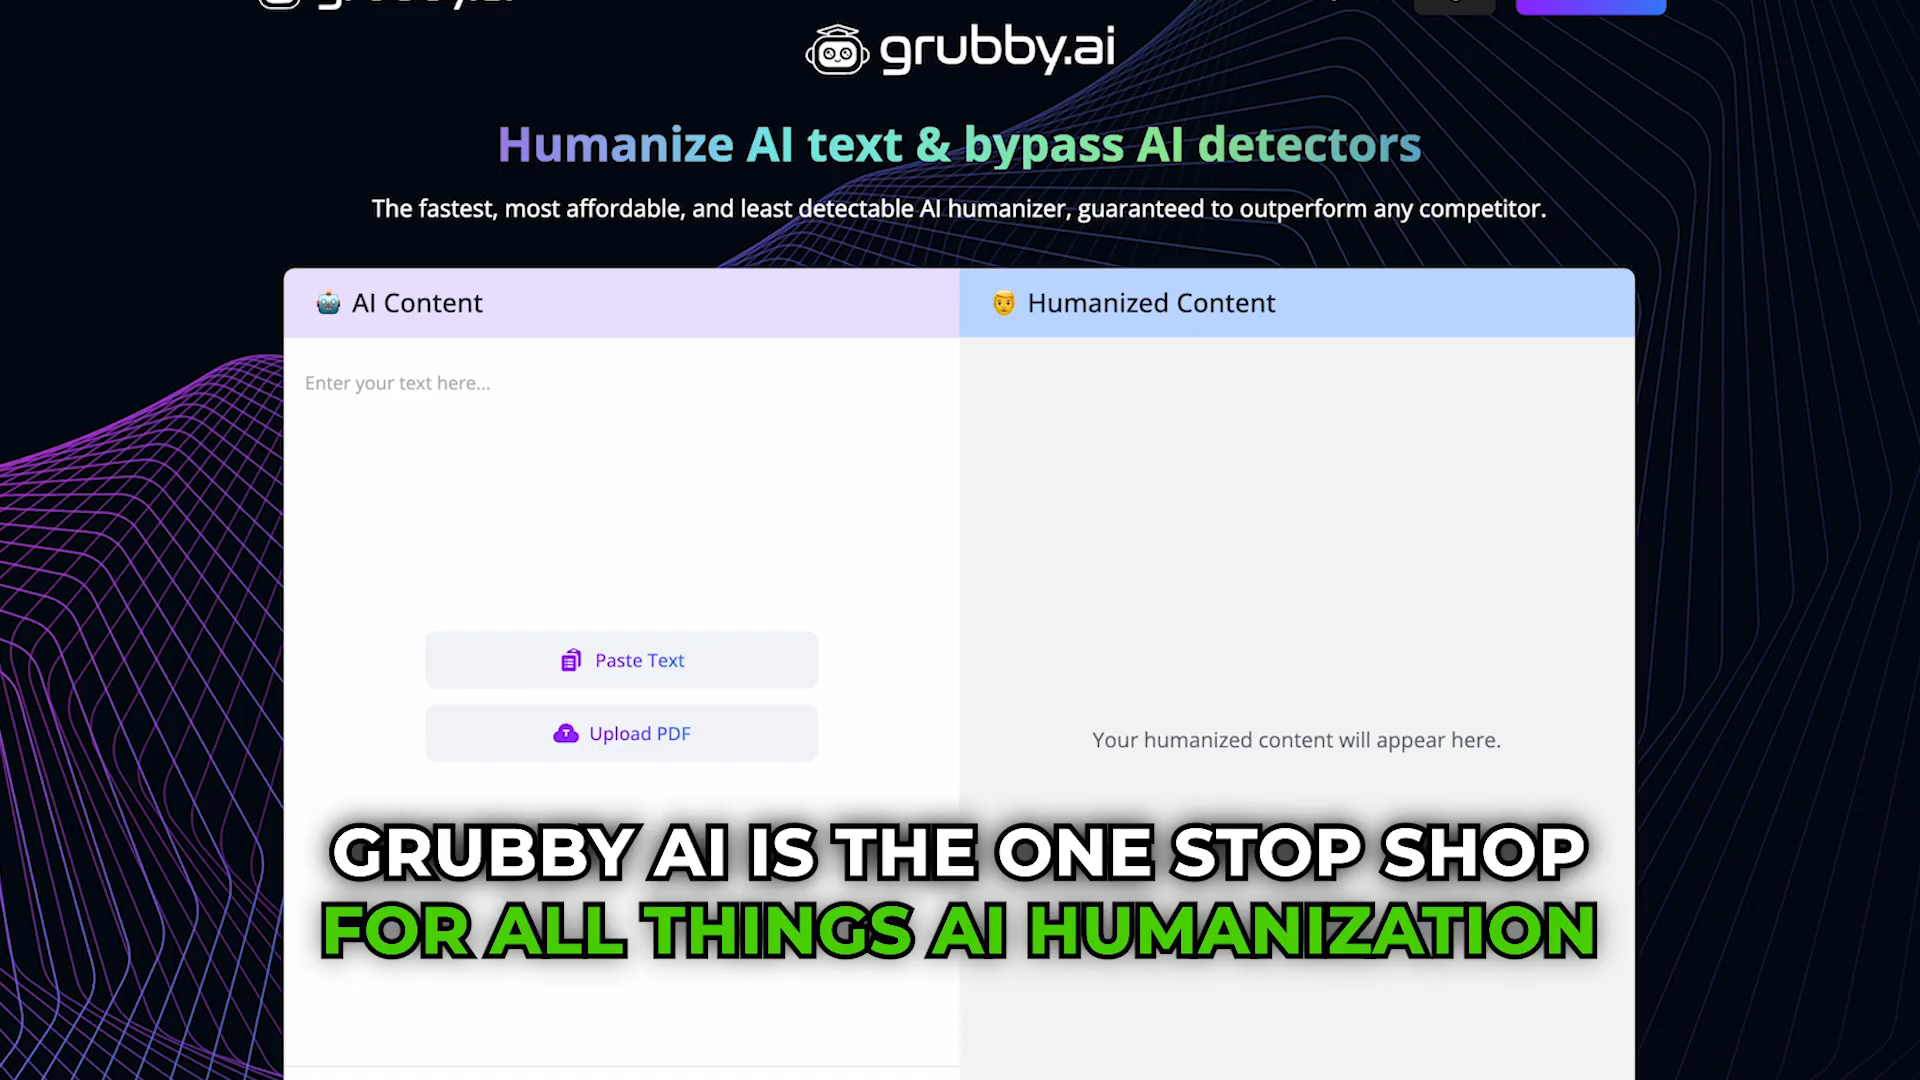 grubby.ai
Humanize AI text & bypass AI detectors
The fastest, most affordable, and least detectable AI humanizer, guaranteed to outperform any competitor.
AI Content
Humanized Content
Enter your text here...
Paste Text
Upload PDF
Your humanized content will appear here.
GRUBBY AI IS THE ONE STOP SHOP
FOR ALL THINGS AI HUMANIZATION